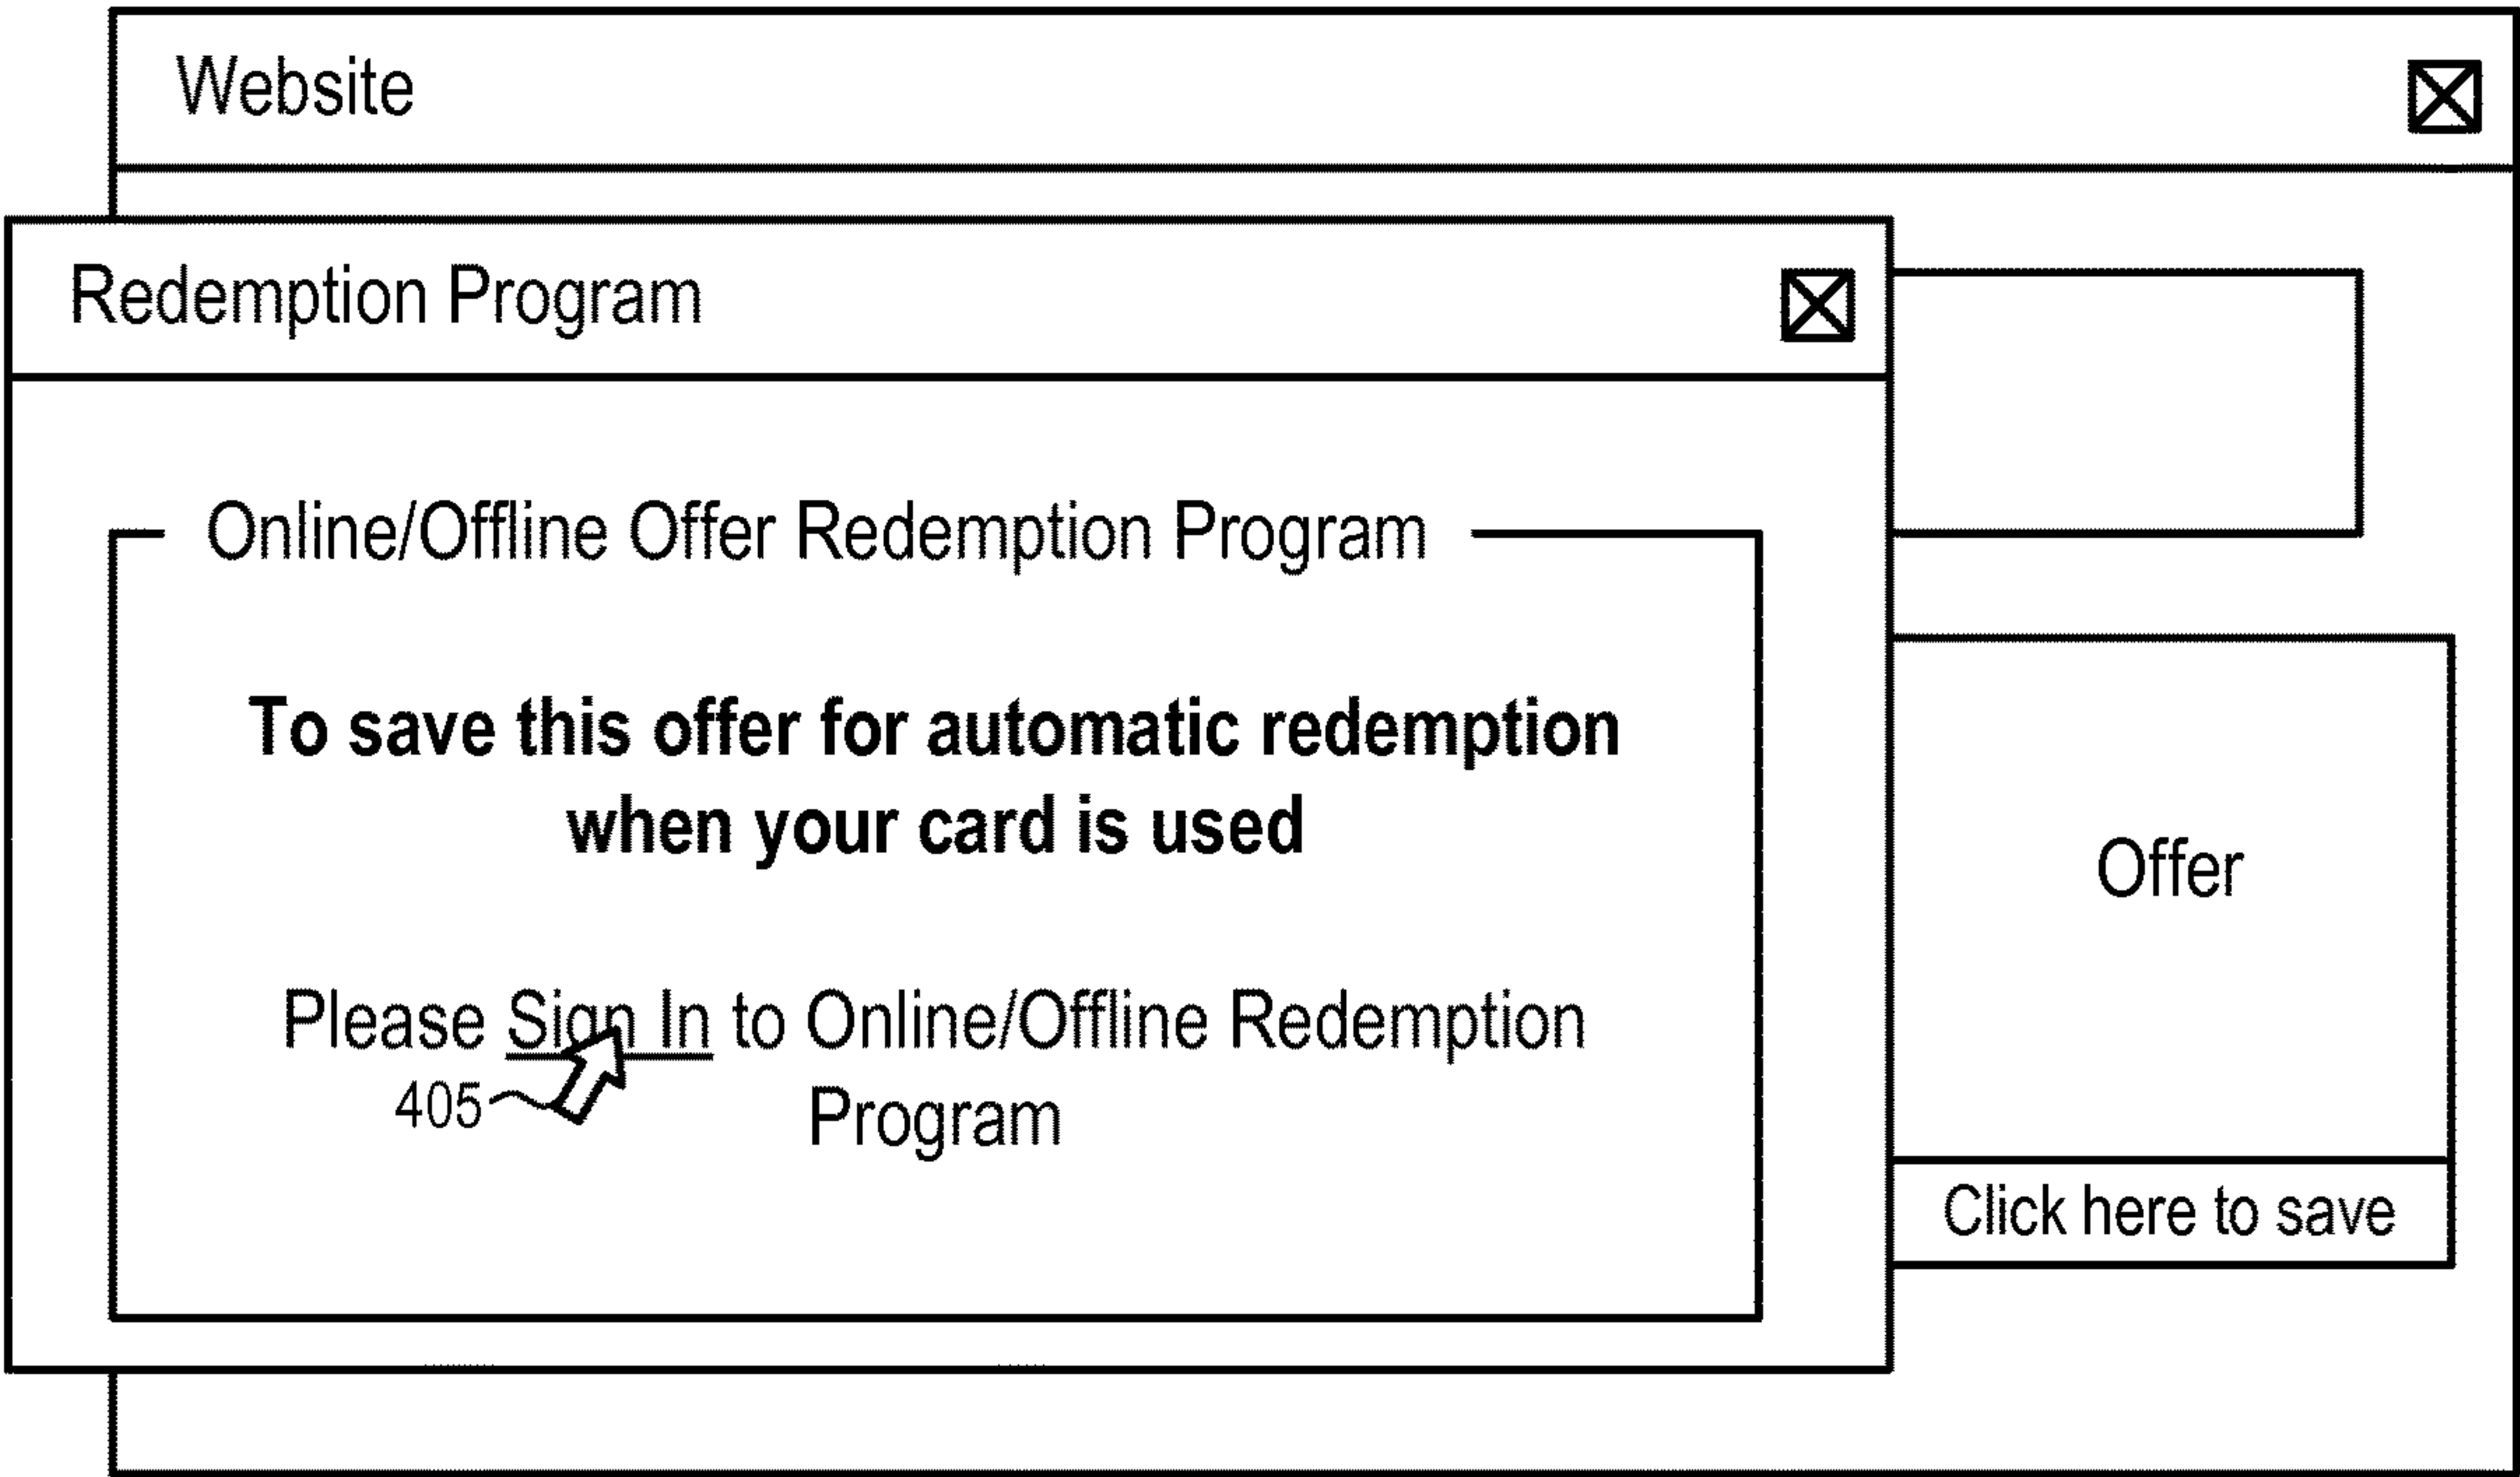 Website
Redemption Program
Online/Offline Offer Redemption Program
To save this offer for automatic redemption
when your card is used
Please Sign In to Online/Offline Redemption
405
Program
Offer
Click here to save